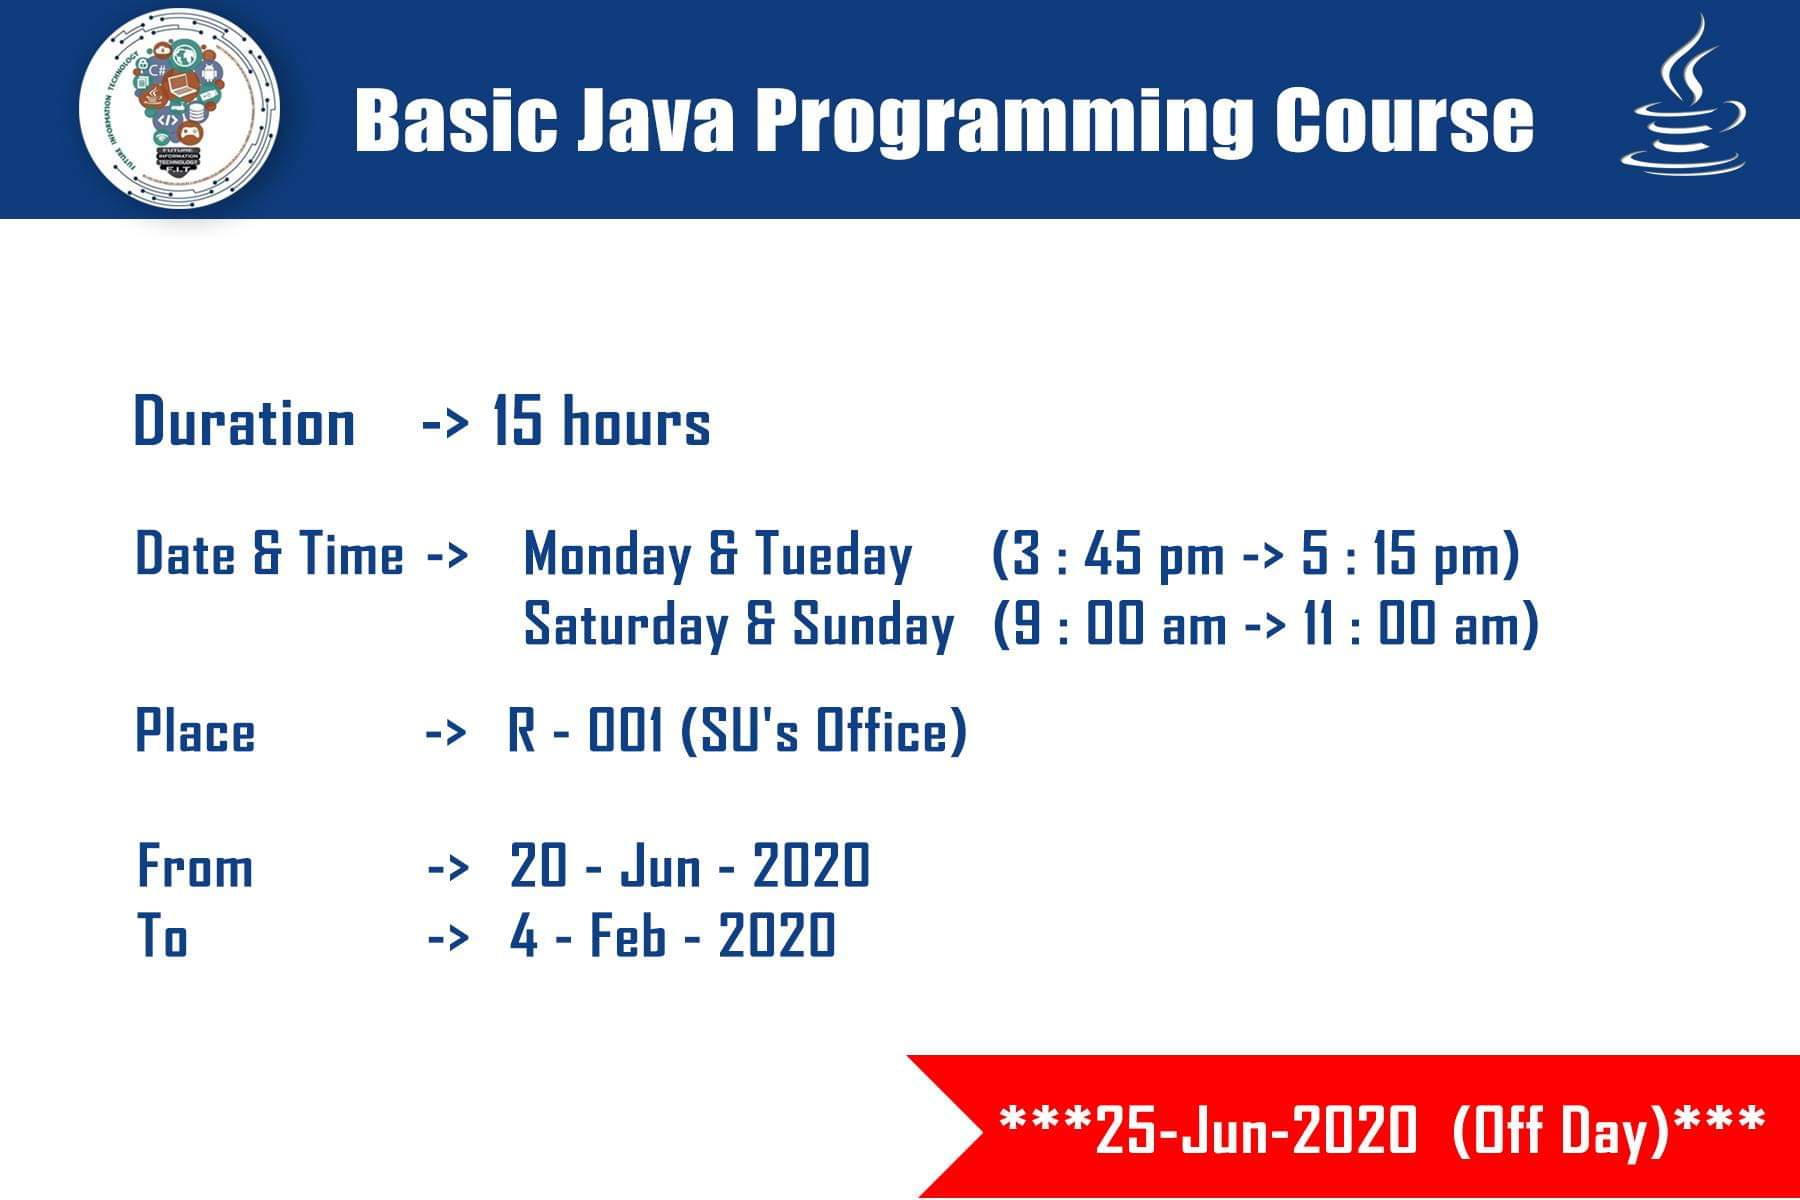 Basic Java Programming Course
FUTURE INFORMATION TECHNOLOGY
C#
</>
FUTURE
INFORMATION
TECHNOLOGY
F.I.T
Duration -> 15 hours
Date & Time -> Monday & Tueday (3 : 45 pm -> 5 : 15 pm)
Saturday & Sunday (9 : 00 am -> 11 : 00 am)
Place -> R - 001 (SU's Office)
From -> 20 - Jun - 2020
To -> 4 - Feb - 2020
***25-Jun-2020 (Off Day)***